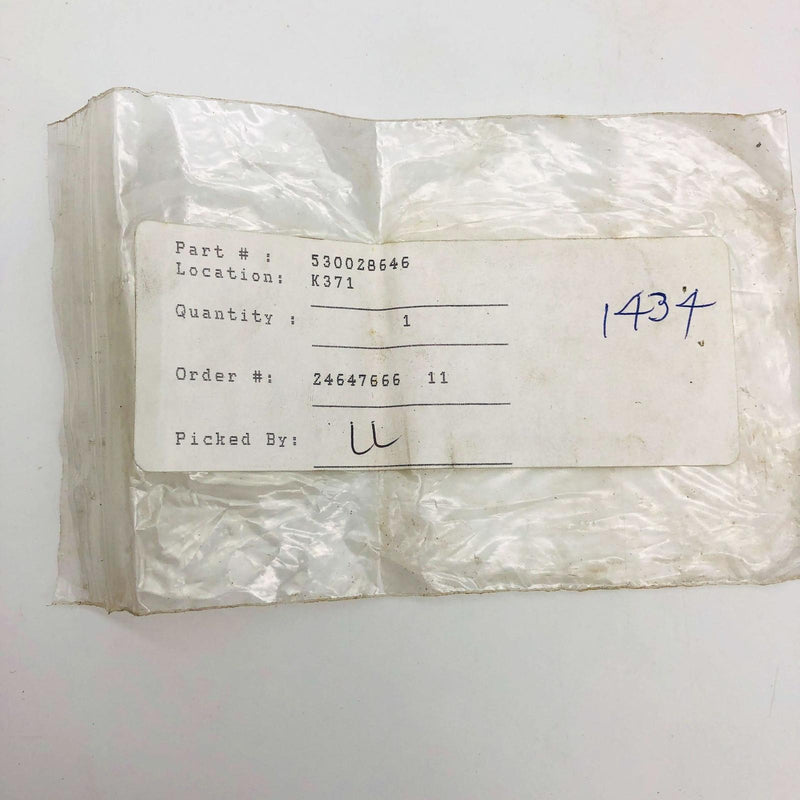 Part # : 530028646
Location: K371
Quantity : 1
1434
Order #: 24647666 11
Picked By: LL